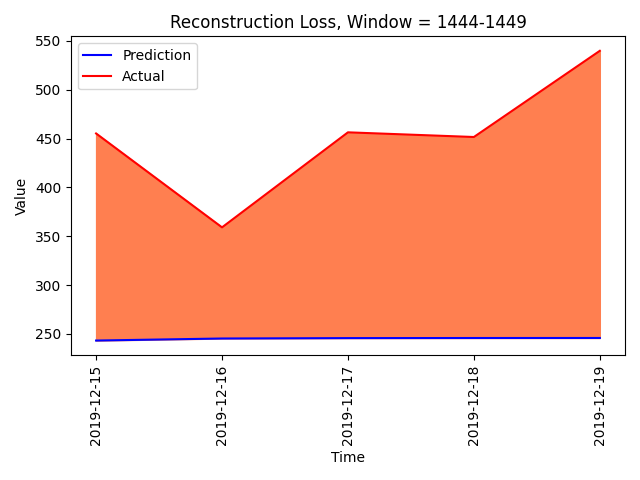 Reconstruction Loss, Window = 1444-1449
Prediction
Actual
Value
550
500
450
400
350
300
250
2019-12-15
2019-12-16
2019-12-17
2019-12-18
2019-12-19
Time